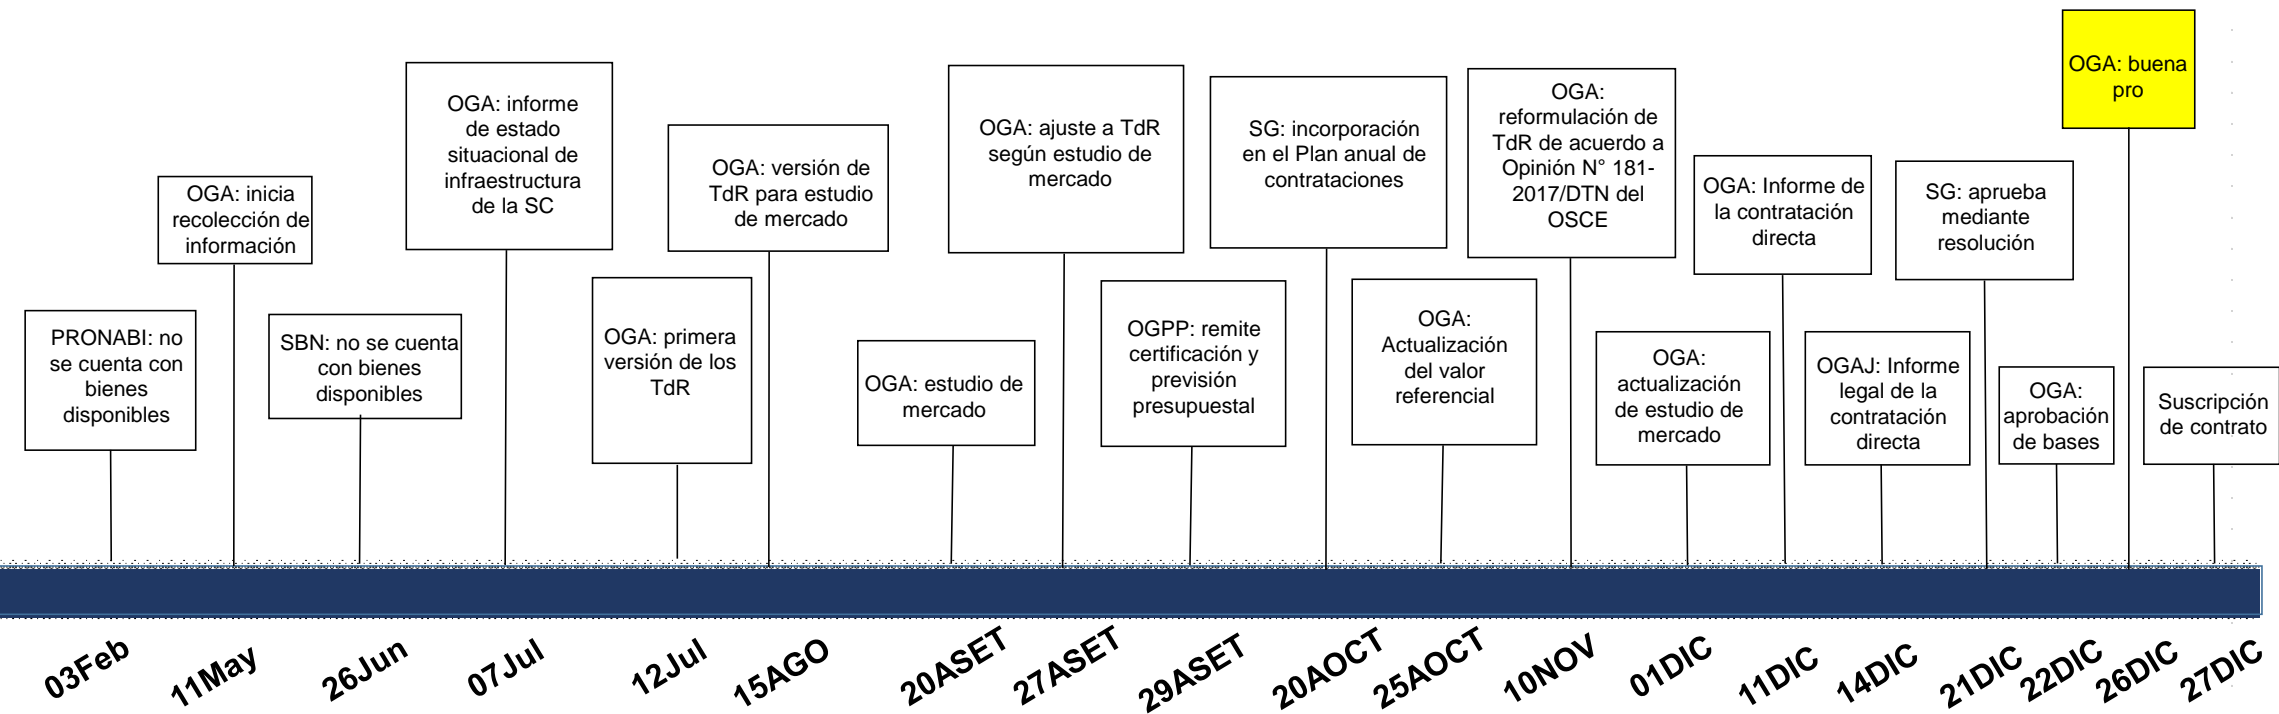 PRONABI: no
se cuenta con
bienes
disponibles
OGA: inicia
recolección de
información
SBN: no se cuenta
con bienes
disponibles
OGA: informe
de estado
situacional de
infraestructura
de la SC
OGA: primera
versión de los
TdR
OGA: versión de
TdR para estudio
de mercado
OGA: estudio de
mercado
OGA: ajuste a TdR
según estudio de
mercado
OGPP: remite
certificación y
previsión
presupuestal
SG: incorporación
en el Plan anual de
contrataciones
OGA:
Actualización
del valor
referencial
OGA:
reformulación de
TdR de acuerdo a
Opinión N° 181-
2017/DTN del
OSCE
OGA:
actualización
de estudio de
mercado
OGA: Informe de
la contratación
directa
OGAJ: Informe
legal de la
contratación
directa
SG: aprueba
mediante
resolución
OGA:
aprobación
de bases
OGA: buena
pro
Suscripción
de contrato
03Feb
11May
26Jun
07Jul
12Jul
15AGO
20ASET
27ASET
29ASET
20AOCT
25AOCT
10NOV
01DIC
11DIC
14DIC
21DIC
22DIC
26DIC
27DIC